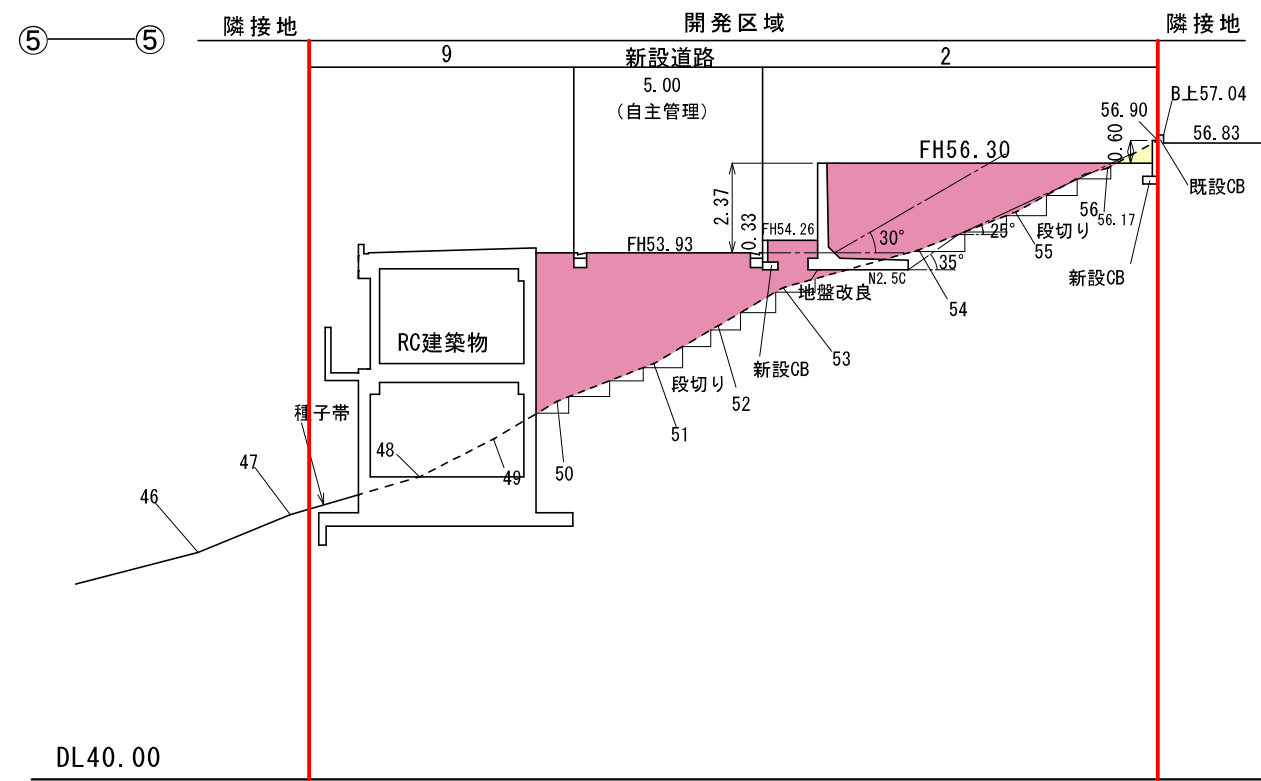 ⑤ ⑤
隣接地
開発区域
隣接地
9
新設道路
2
5.00
(自主管理)
B上57.04
56.90
56.83
0.60
既設CB
FH56.30
2.37
0.33
FH54.26
FH53.93
30°
25°
35°
56
56.17
段切り
55
新設CB
N2.5C
地盤改良
54
53
RC建築物
新設CB
段切り
52
51
種子帯
50
49
48
47
46
DL40.00